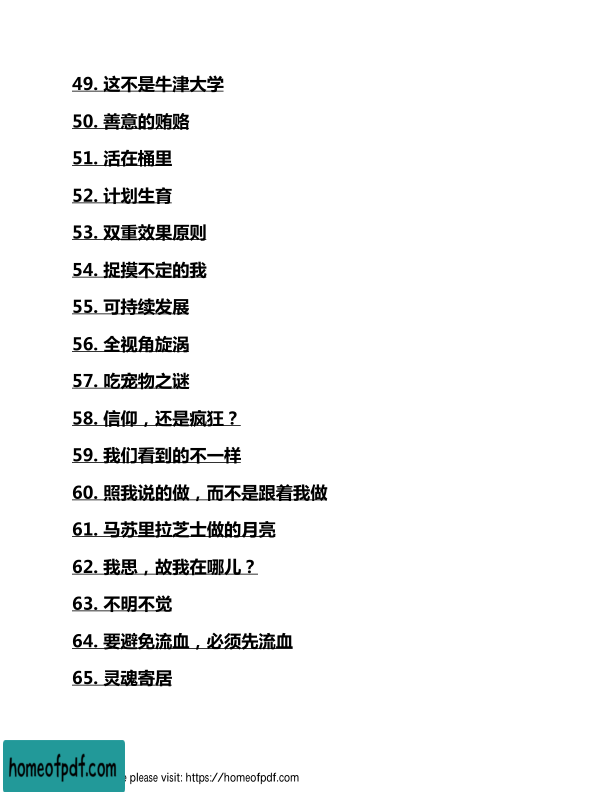 49. 这不是牛津大学
50. 善意的贿赂
51. 活在桶里
52. 计划生育
53. 双重效果原则
54. 捉摸不定的我
55. 可持续发展
56. 全视角旋涡
57. 吃宠物之谜
58. 信仰，还是疯狂？
59. 我们看到的不一样
60. 照我说的做，而不是跟着我做
61. 马苏里拉芝士做的月亮
62. 我思，故我在哪儿？
63. 不明不觉
64. 要避免流血，必须先流血
65. 灵魂寄居
homeofpdf.com
e please visit: https://homeofpdf.com